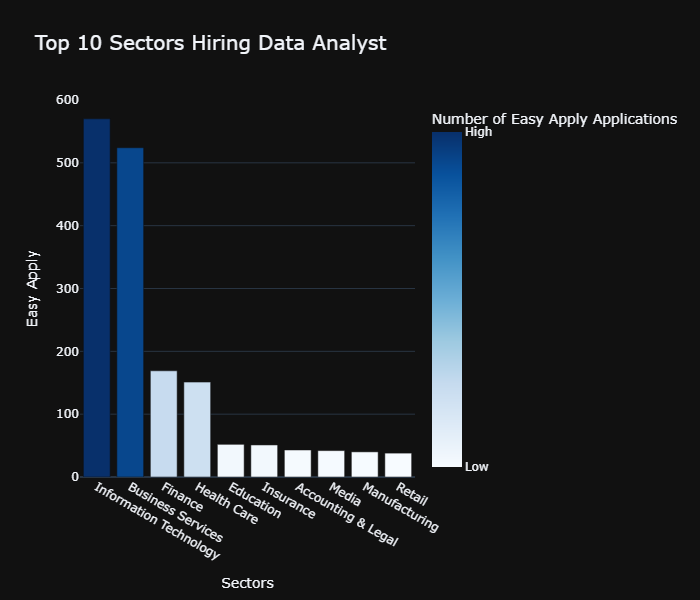 Top 10 Sectors Hiring Data Analyst
Number of Easy Apply Applications
High
Low
Easy Apply
600
500
400
300
200
100
0
Information Technology
Business Services
Finance
Health Care
Education
Insurance
Accounting & Legal
Media
Manufacturing
Retail
Sectors